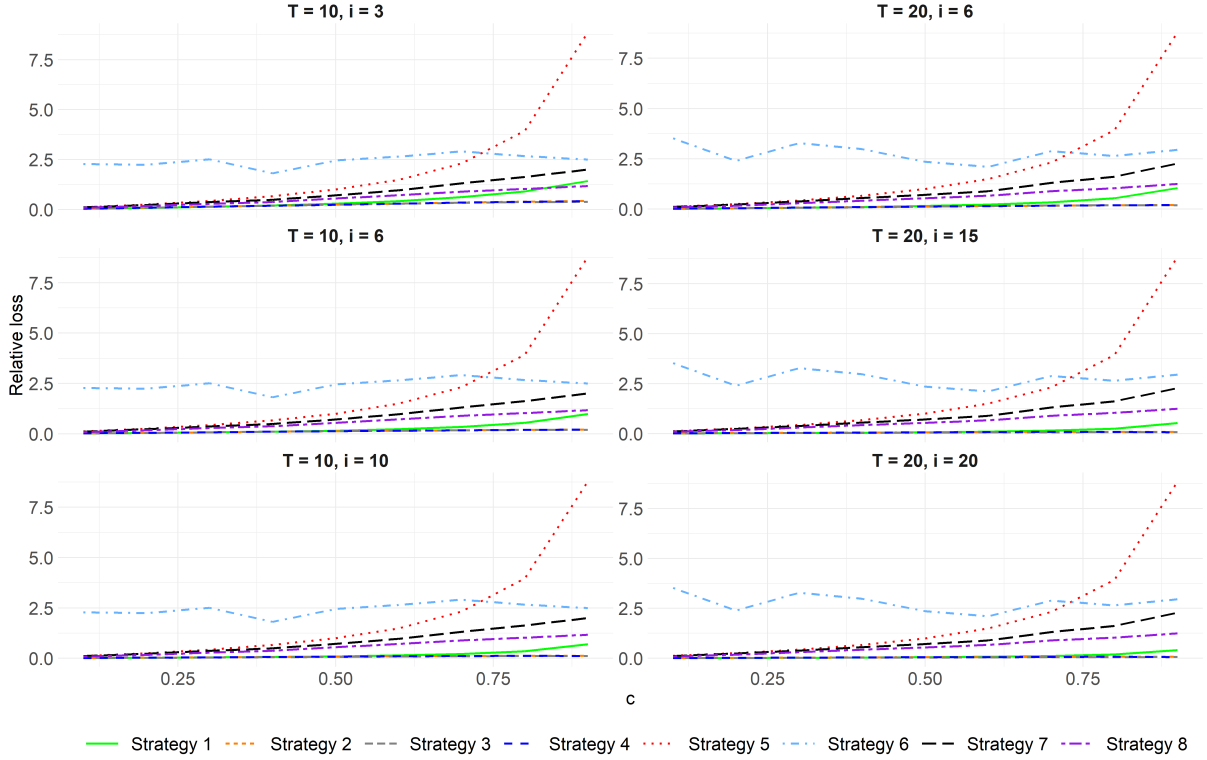 T = 10, i = 3
T = 20, i = 6
7.5
5.0
2.5
0.0
7.5
5.0
2.5
0.0
T = 10, i = 6
T = 20, i = 15
7.5
5.0
2.5
0.0
7.5
5.0
2.5
0.0
Relative loss
T = 10, i = 10
T = 20, i = 20
7.5
5.0
2.5
0.0
7.5
5.0
2.5
0.0
0.25 0.50 0.75
0.25 0.50 0.75
c
Strategy 1 Strategy 2 Strategy 3 Strategy 4 Strategy 5 Strategy 6 Strategy 7 Strategy 8